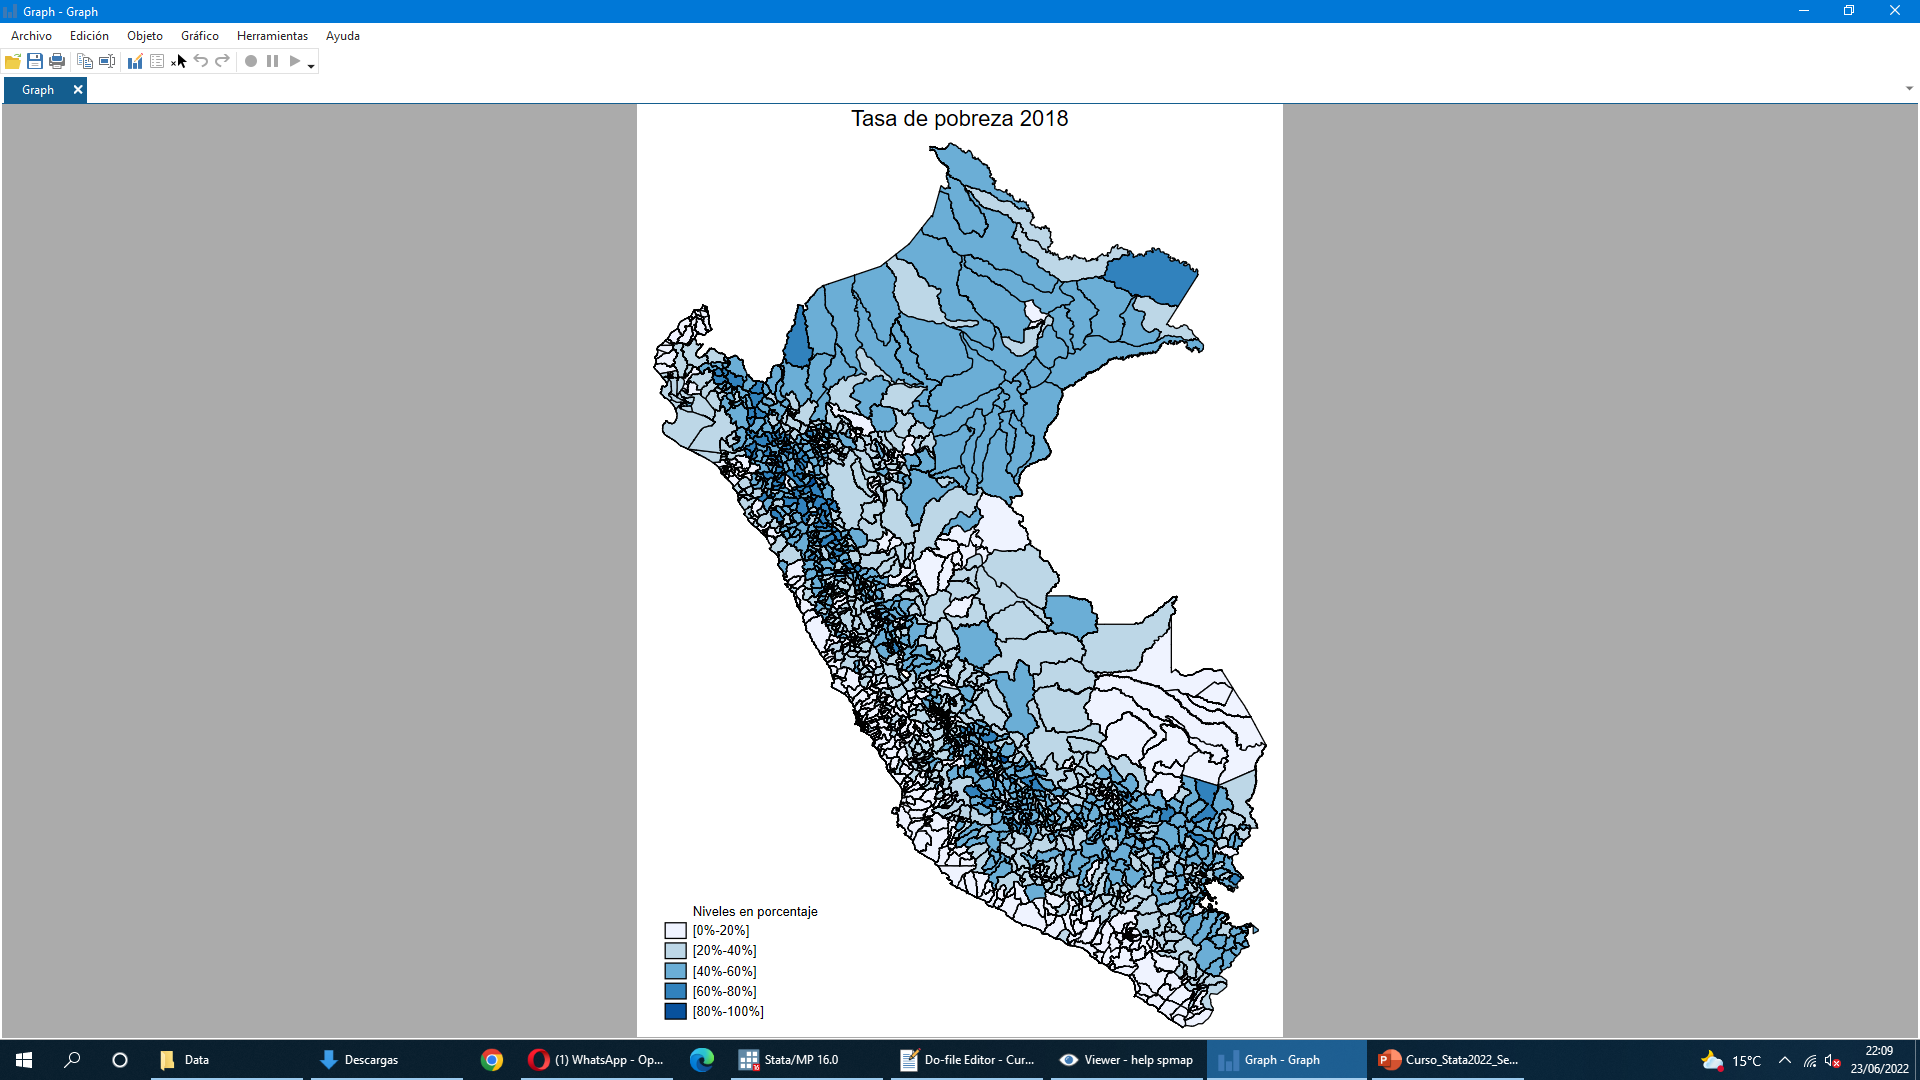 Graph - Graph
Archivo Edición Objeto Gráfico Herramientas Ayuda
Graph
Tasa de pobreza 2018
Niveles en porcentaje
[0%-20%]
[20%-40%]
[40%-60%]
[60%-80%]
[80%-100%]
Data
Descargas
(1) WhatsApp - Op...
Stata/MP 16.0
Do-file Editor - Cur...
Viewer - help spmap
Graph - Graph
Curso_Stata2022_Se...
15°C
22:09
23/06/2022